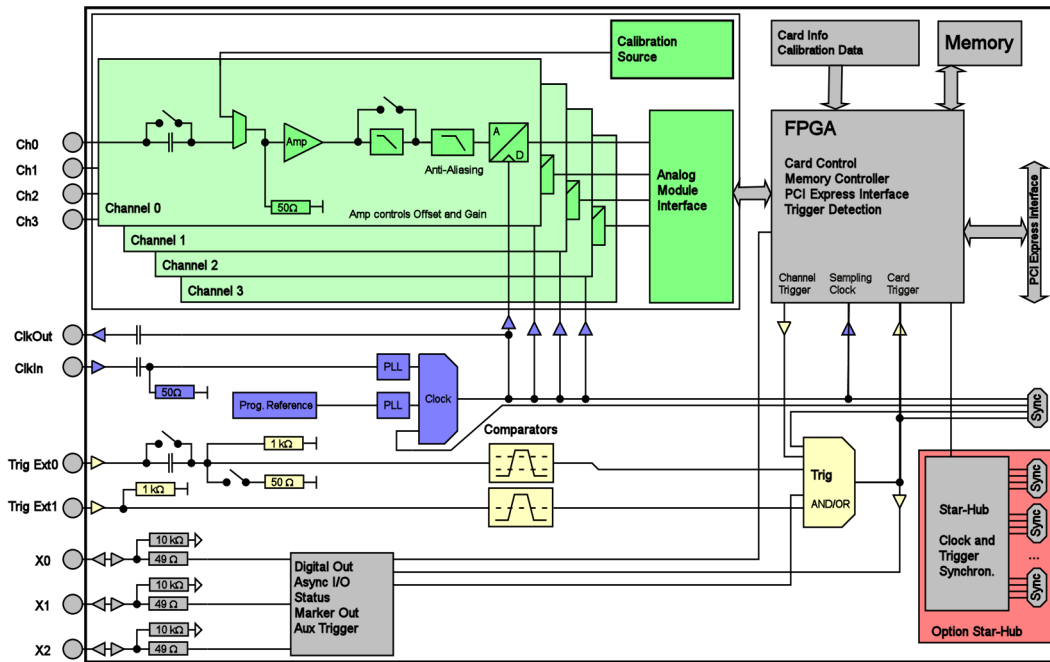 Calibration
Source
Card Info
Calibration Data
Memory
Ch0
Ch1
Ch2
Ch3
Amp
A
D
Anti-Aliasing
50Ω
Amp controls Offset and Gain
Channel 0
Channel 1
Channel 2
Channel 3
Analog
Module
Interface
FPGA
Card Control
Memory Controller
PCI Express Interface
Trigger Detection
Channel
Trigger
Sampling
Clock
Card
Trigger
PCI Express Interface
ClkOut
ClkIn
50Ω
PLL
Prog. Reference
PLL
Clock
Sync
Comparators
Trig Ext0
1 kΩ
50 Ω
Trig Ext1
1 kΩ
Trig
AND/OR
X0
10 kΩ
49 Ω
X1
10 kΩ
49 Ω
X2
10 kΩ
49 Ω
Digital Out
Async I/O
Status
Marker Out
Aux Trigger
Star-Hub
Clock and
Trigger
Synchron.
Sync
Sync
...
Sync
Option Star-Hub